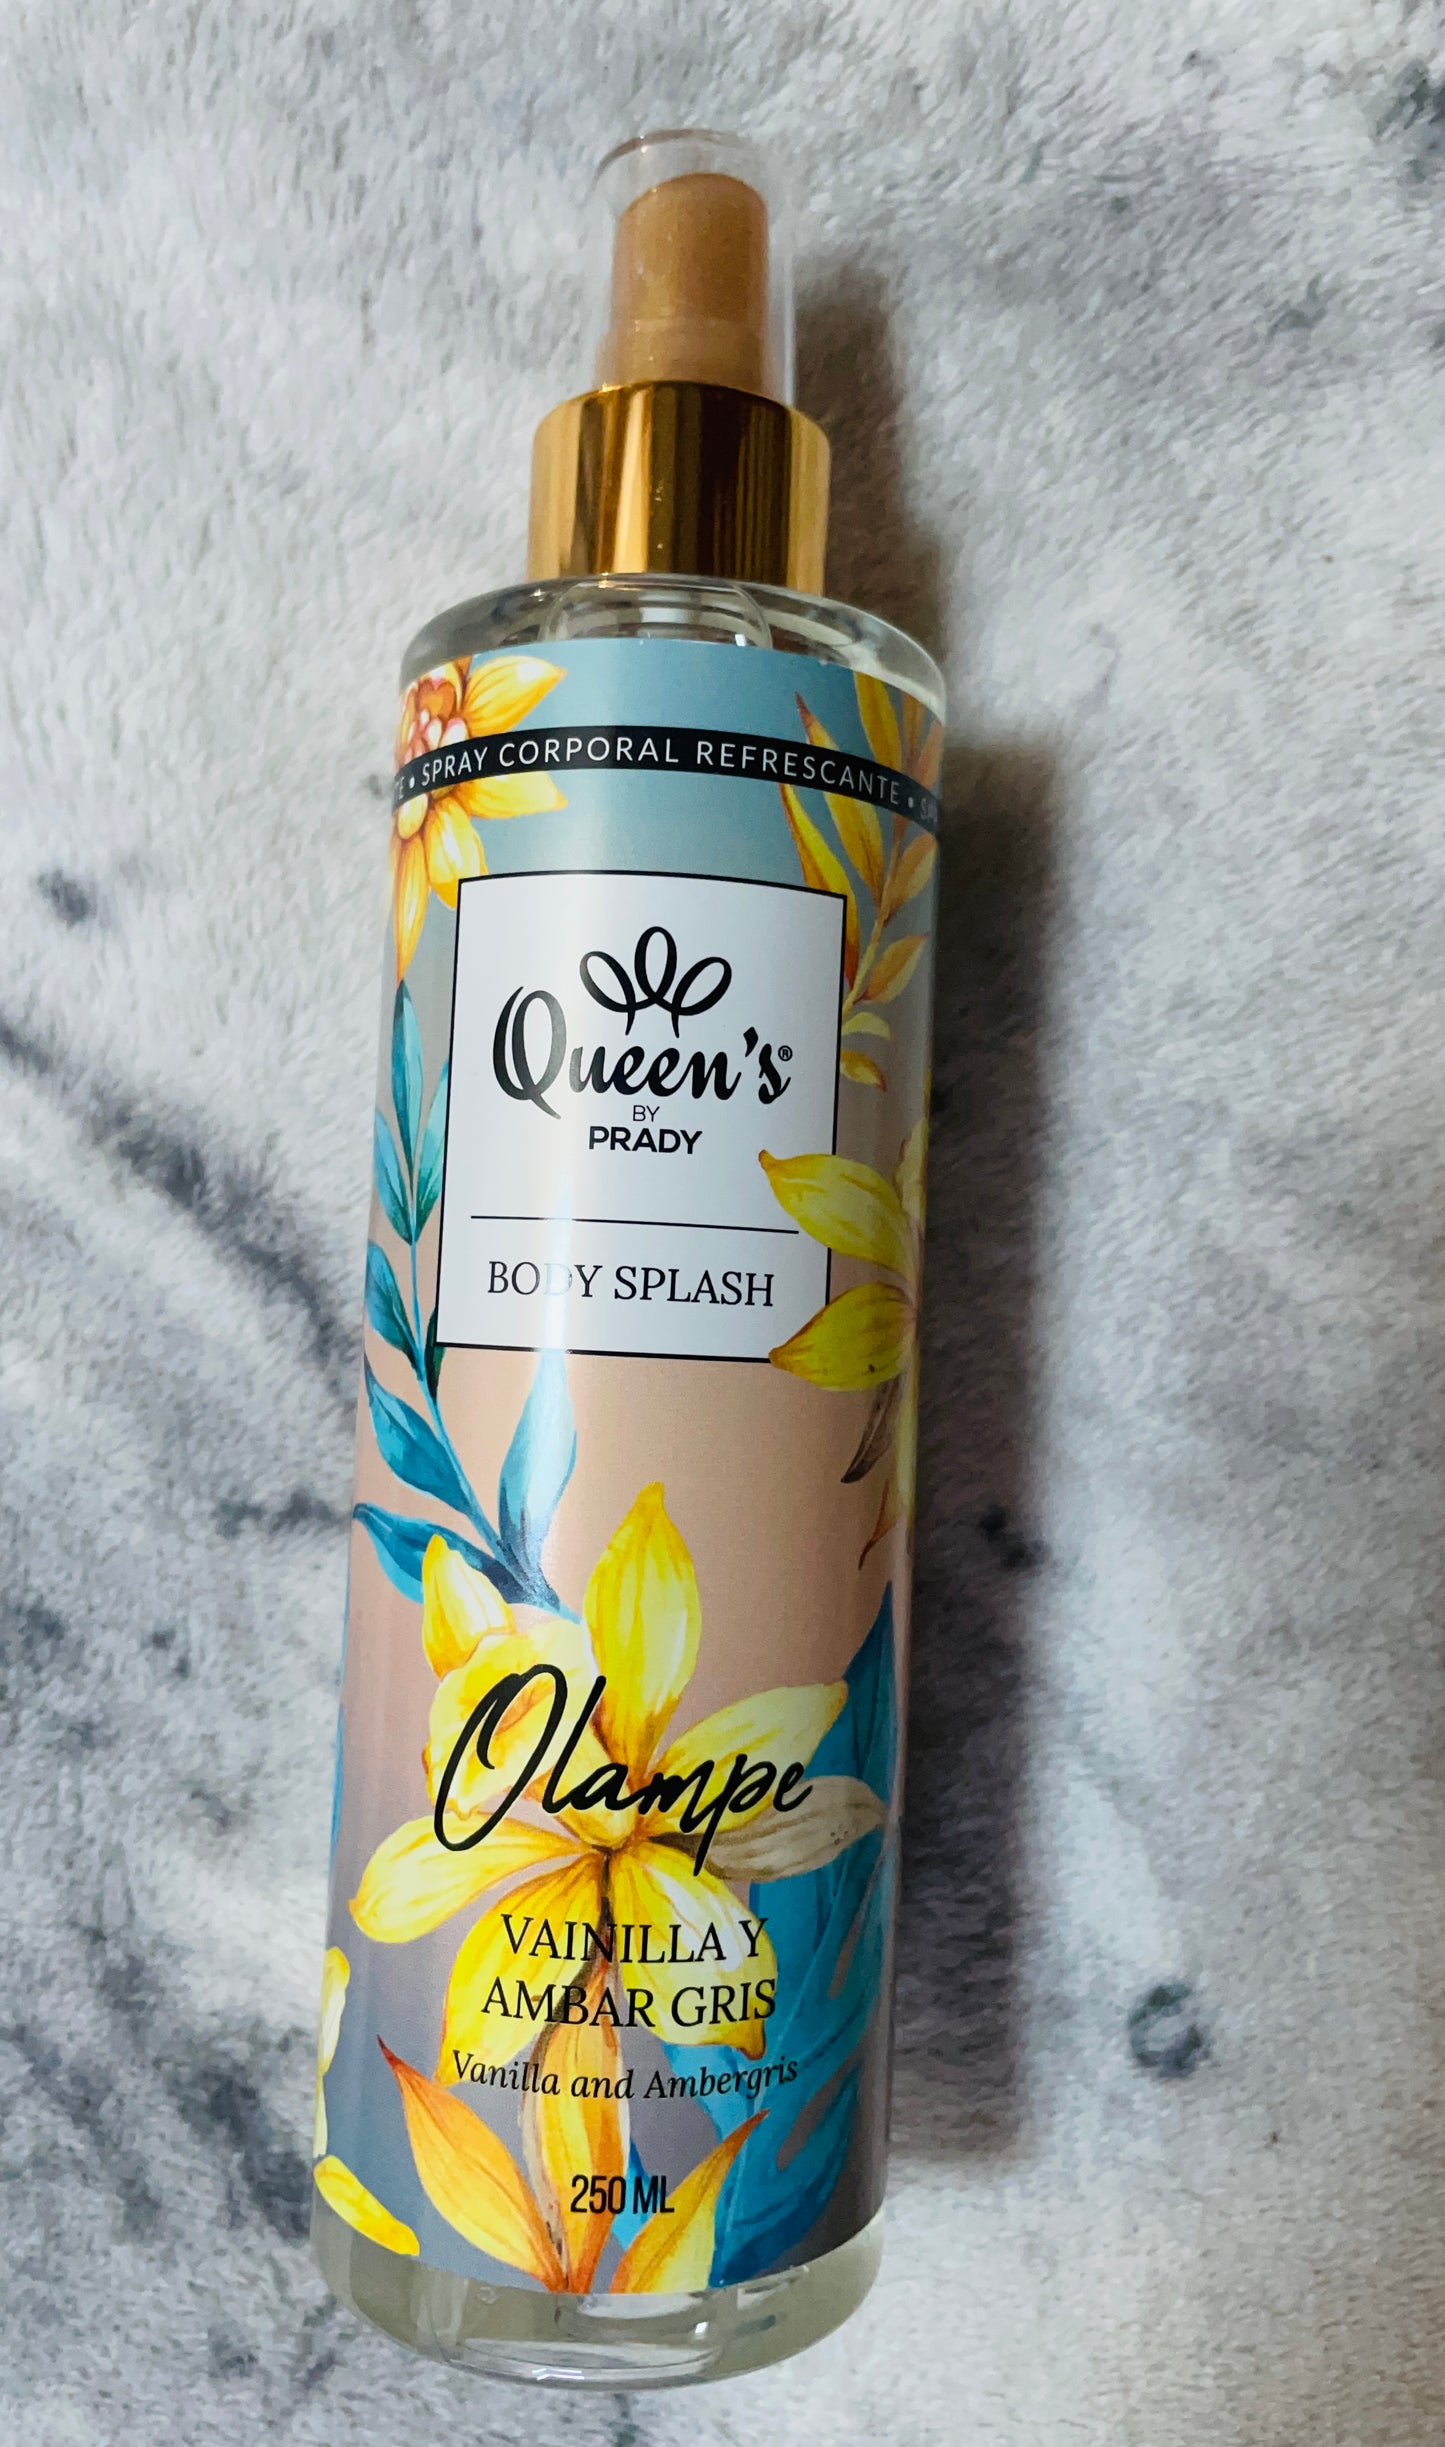 • SPRAY CORPORAL REFRESCANTE •
Queen's®
BY
PRADY
BODY SPLASH
Olampe
VAINILLA Y
AMBAR GRIS
Vanilla and Ambergris
250 ML